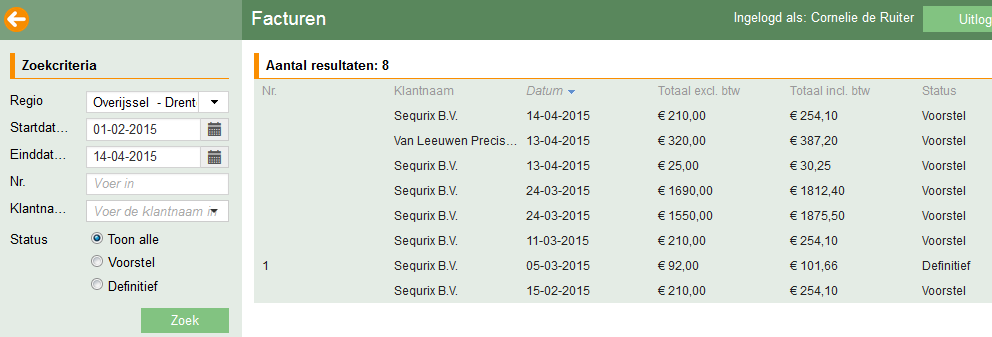 Facturen
Ingelogd als: Cornelie de Ruiter
Uitlog
Zoekcriteria
Regio
Overijssel - Drent
Startdat...
01-02-2015
Einddat...
14-04-2015
Nr.
Voer in
Klantna...
Voer de klantnaam in
Status
Toon alle
Voorstel
Definitief
Zoek
Aantal resultaten: 8
Nr. Klantnaam Datum Totaal excl. btw Totaal incl. btw Status
Sequrix B.V. 14-04-2015 € 210,00 € 254,10 Voorstel
Van Leeuwen Precis... 13-04-2015 € 320,00 € 387,20 Voorstel
Sequrix B.V. 13-04-2015 € 25,00 € 30,25 Voorstel
Sequrix B.V. 24-03-2015 € 1690,00 € 1812,40 Voorstel
Sequrix B.V. 24-03-2015 € 1550,00 € 1875,50 Voorstel
Sequrix B.V. 11-03-2015 € 210,00 € 254,10 Voorstel
1 Sequrix B.V. 05-03-2015 € 92,00 € 101,66 Definitief
Sequrix B.V. 15-02-2015 € 210,00 € 254,10 Voorstel